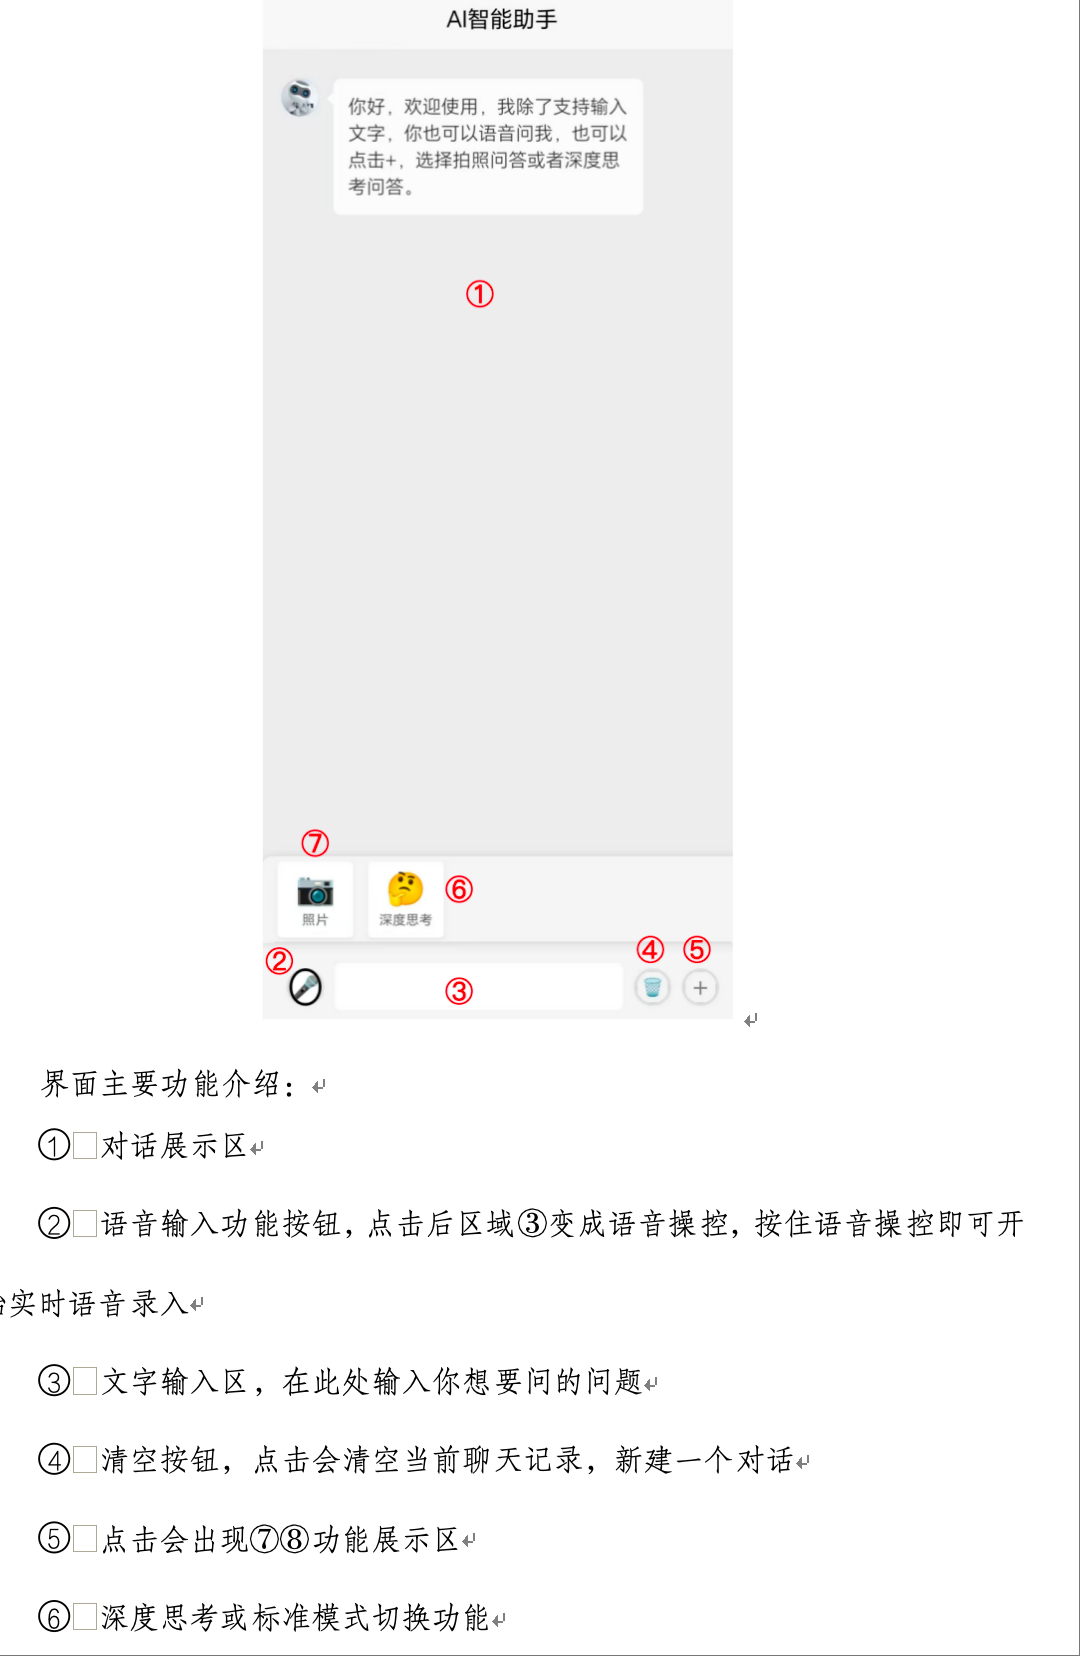 AI智能助手
你好，欢迎使用，我除了支持输入
文字，你也可以语音问我，也可以
点击+，选择拍照问答或者深度思
考问答。
①
⑦
照片
深度思考
⑥
②
③
④
⑤
+
界面主要功能介绍：
①对话展示区
②语音输入功能按钮，点击后区域③变成语音操控，按住语音操控即可开
始实时语音录入
③文字输入区，在此处输入你想要问的问题
④清空按钮，点击会清空当前聊天记录，新建一个对话
⑤点击会出现⑦⑧功能展示区
⑥深度思考或标准模式切换功能